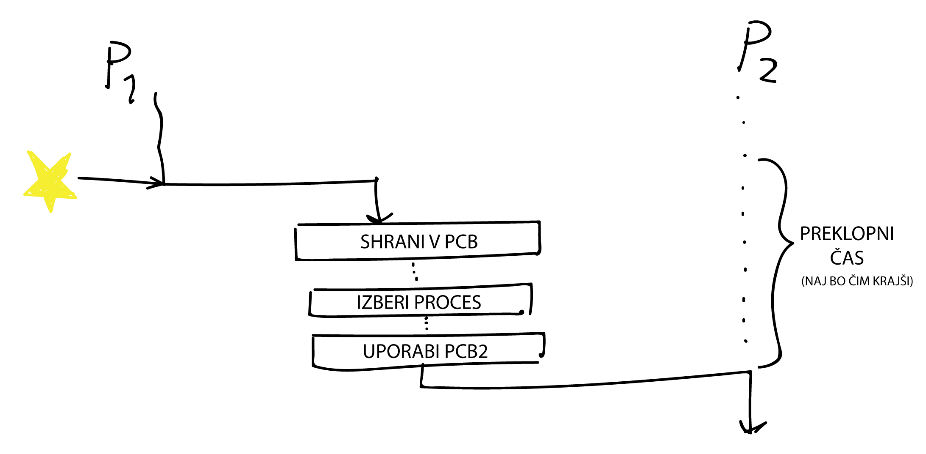 P1
P2
SHRANI V PCB
PREKLOPNI
ČAS
(NAJ BO ČIM KRAJŠI)
IZBERI PROCES
UPORABI PCB2